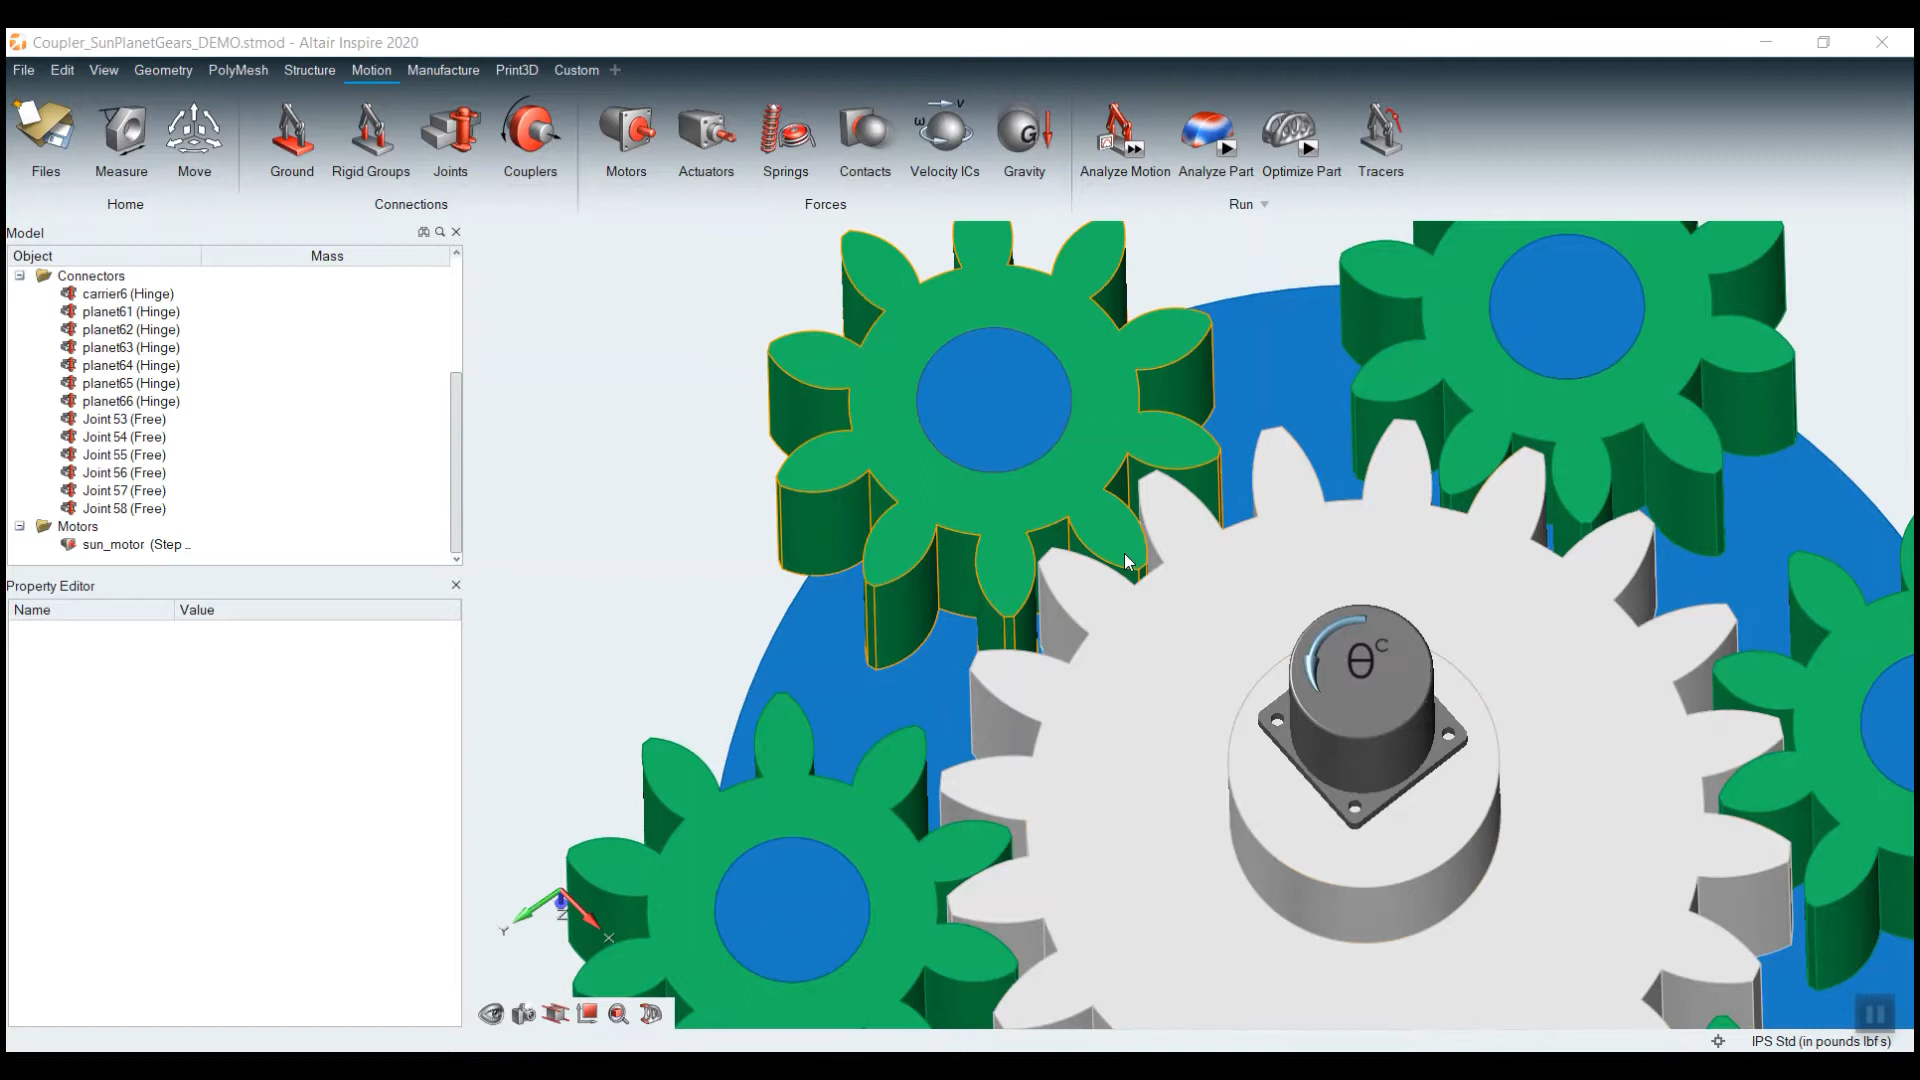 Coupler_SunPlanetGears_DEMO.stmod - Altair Inspire 2020
File Edit View Geometry PolyMesh Structure Motion Manufacture Print3D Custom +
Files Measure Move Ground Rigid Groups Joints Couplers Motors Actuators Springs Contacts Velocity ICs Gravity Analyze Motion Analyze Part Optimize Part Tracers
ω v G
Home Connections Forces Run
Model
Object Mass
Connectors
carrier6 (Hinge)
planet61 (Hinge)
planet62 (Hinge)
planet63 (Hinge)
planet64 (Hinge)
planet65 (Hinge)
planet66 (Hinge)
Joint 53 (Free)
Joint 54 (Free)
Joint 55 (Free)
Joint 56 (Free)
Joint 57 (Free)
Joint 58 (Free)
Motors
sun_motor (Step ..
Property Editor
Name Value
θc
Z
Y X
IPS Std (in pounds lbf s)